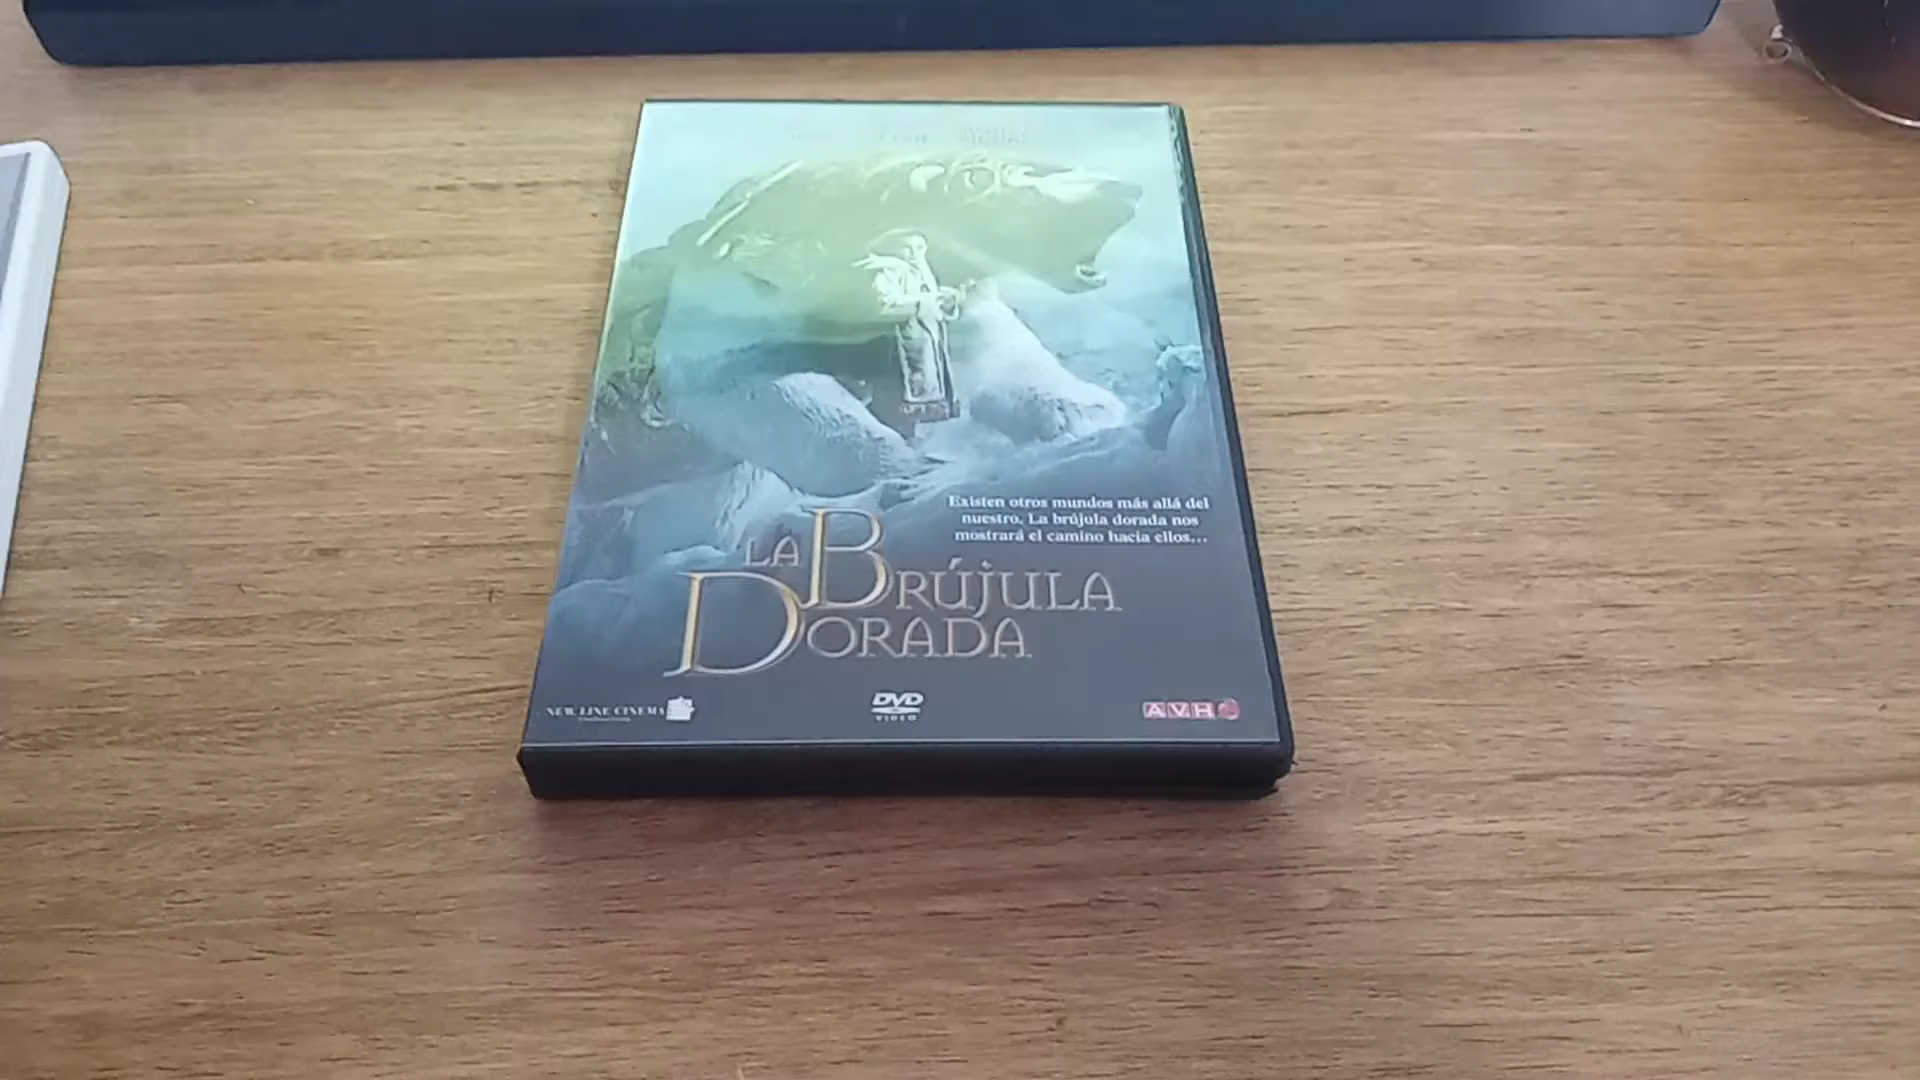 Existen otros mundos más allá del
nuestro. La brújula dorada nos
mostrará el camino hacia ellos...
LA BRÚJULA
DORADA
NEW LINE CINEMA
DVD
VIDEO
AVH